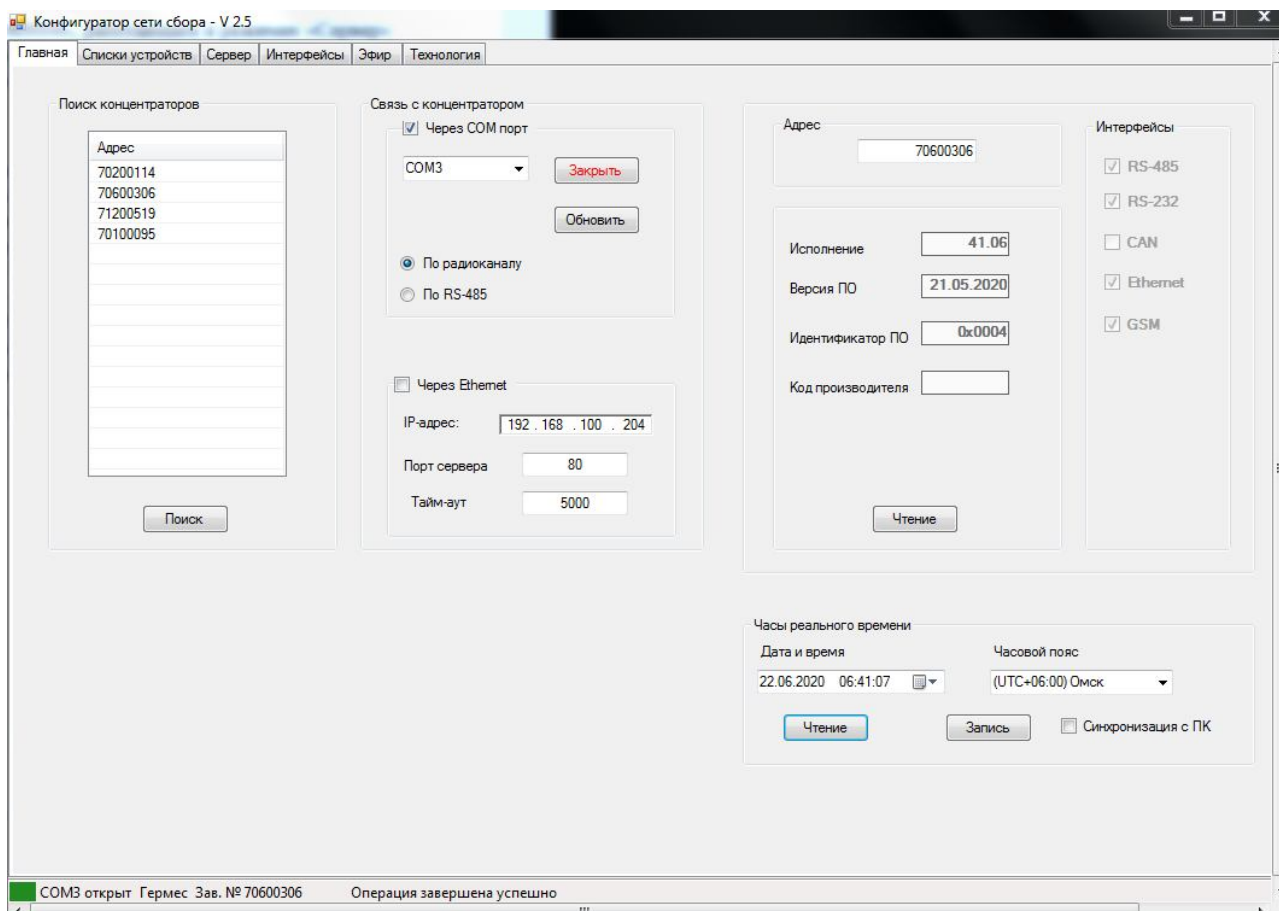 Конфигуратор сети сбора - V 2.5
Главная Списки устройств Сервер Интерфейсы Эфир Технология
Поиск концентраторов
Адрес
70200114
70600306
71200519
70100095
Поиск
Связь с концентратором
Через COM порт
COM3
Закрыть
Обновить
По радиоканалу
По RS-485
Через Ethernet
IP-адрес: 192 . 168 . 100 . 204
Порт сервера 80
Тайм-аут 5000
Адрес
70600306
Исполнение 41.06
Версия ПО 21.05.2020
Идентификатор ПО 0x0004
Код производителя
Чтение
Интерфейсы
RS-485
RS-232
CAN
Ethernet
GSM
Часы реального времени
Дата и время Часовой пояс
22.06.2020 06:41:07 (UTC+06:00) Омск
Чтение Запись Синхронизация с ПК
COM3 открыт Гермес Зав. № 70600306 Операция завершена успешно